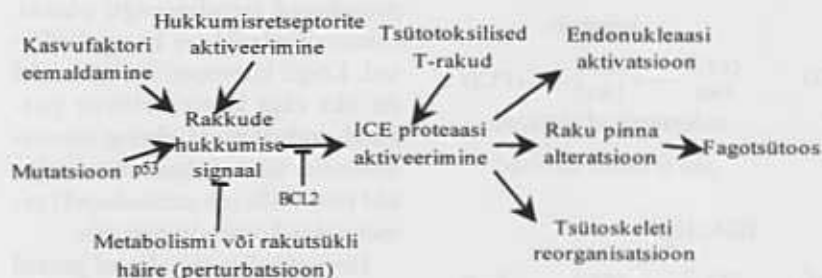 Hukkumisretseptorite
aktiveerimine
Kasvufaktori
eemaldamine
Tsütotoksilised
T-rakud
Endonukleaasi
aktivatsioon
Rakkude
hukkumise
signaal
Mutatsioon p53
BCL2
ICE proteaasi
aktiveerimine
Raku pinna
alteratsioon
Fagotsütoos
Metabolismi või rakutsükli
häire (perturbatsioon)
Tsütoskeleti
reorganisatsioon